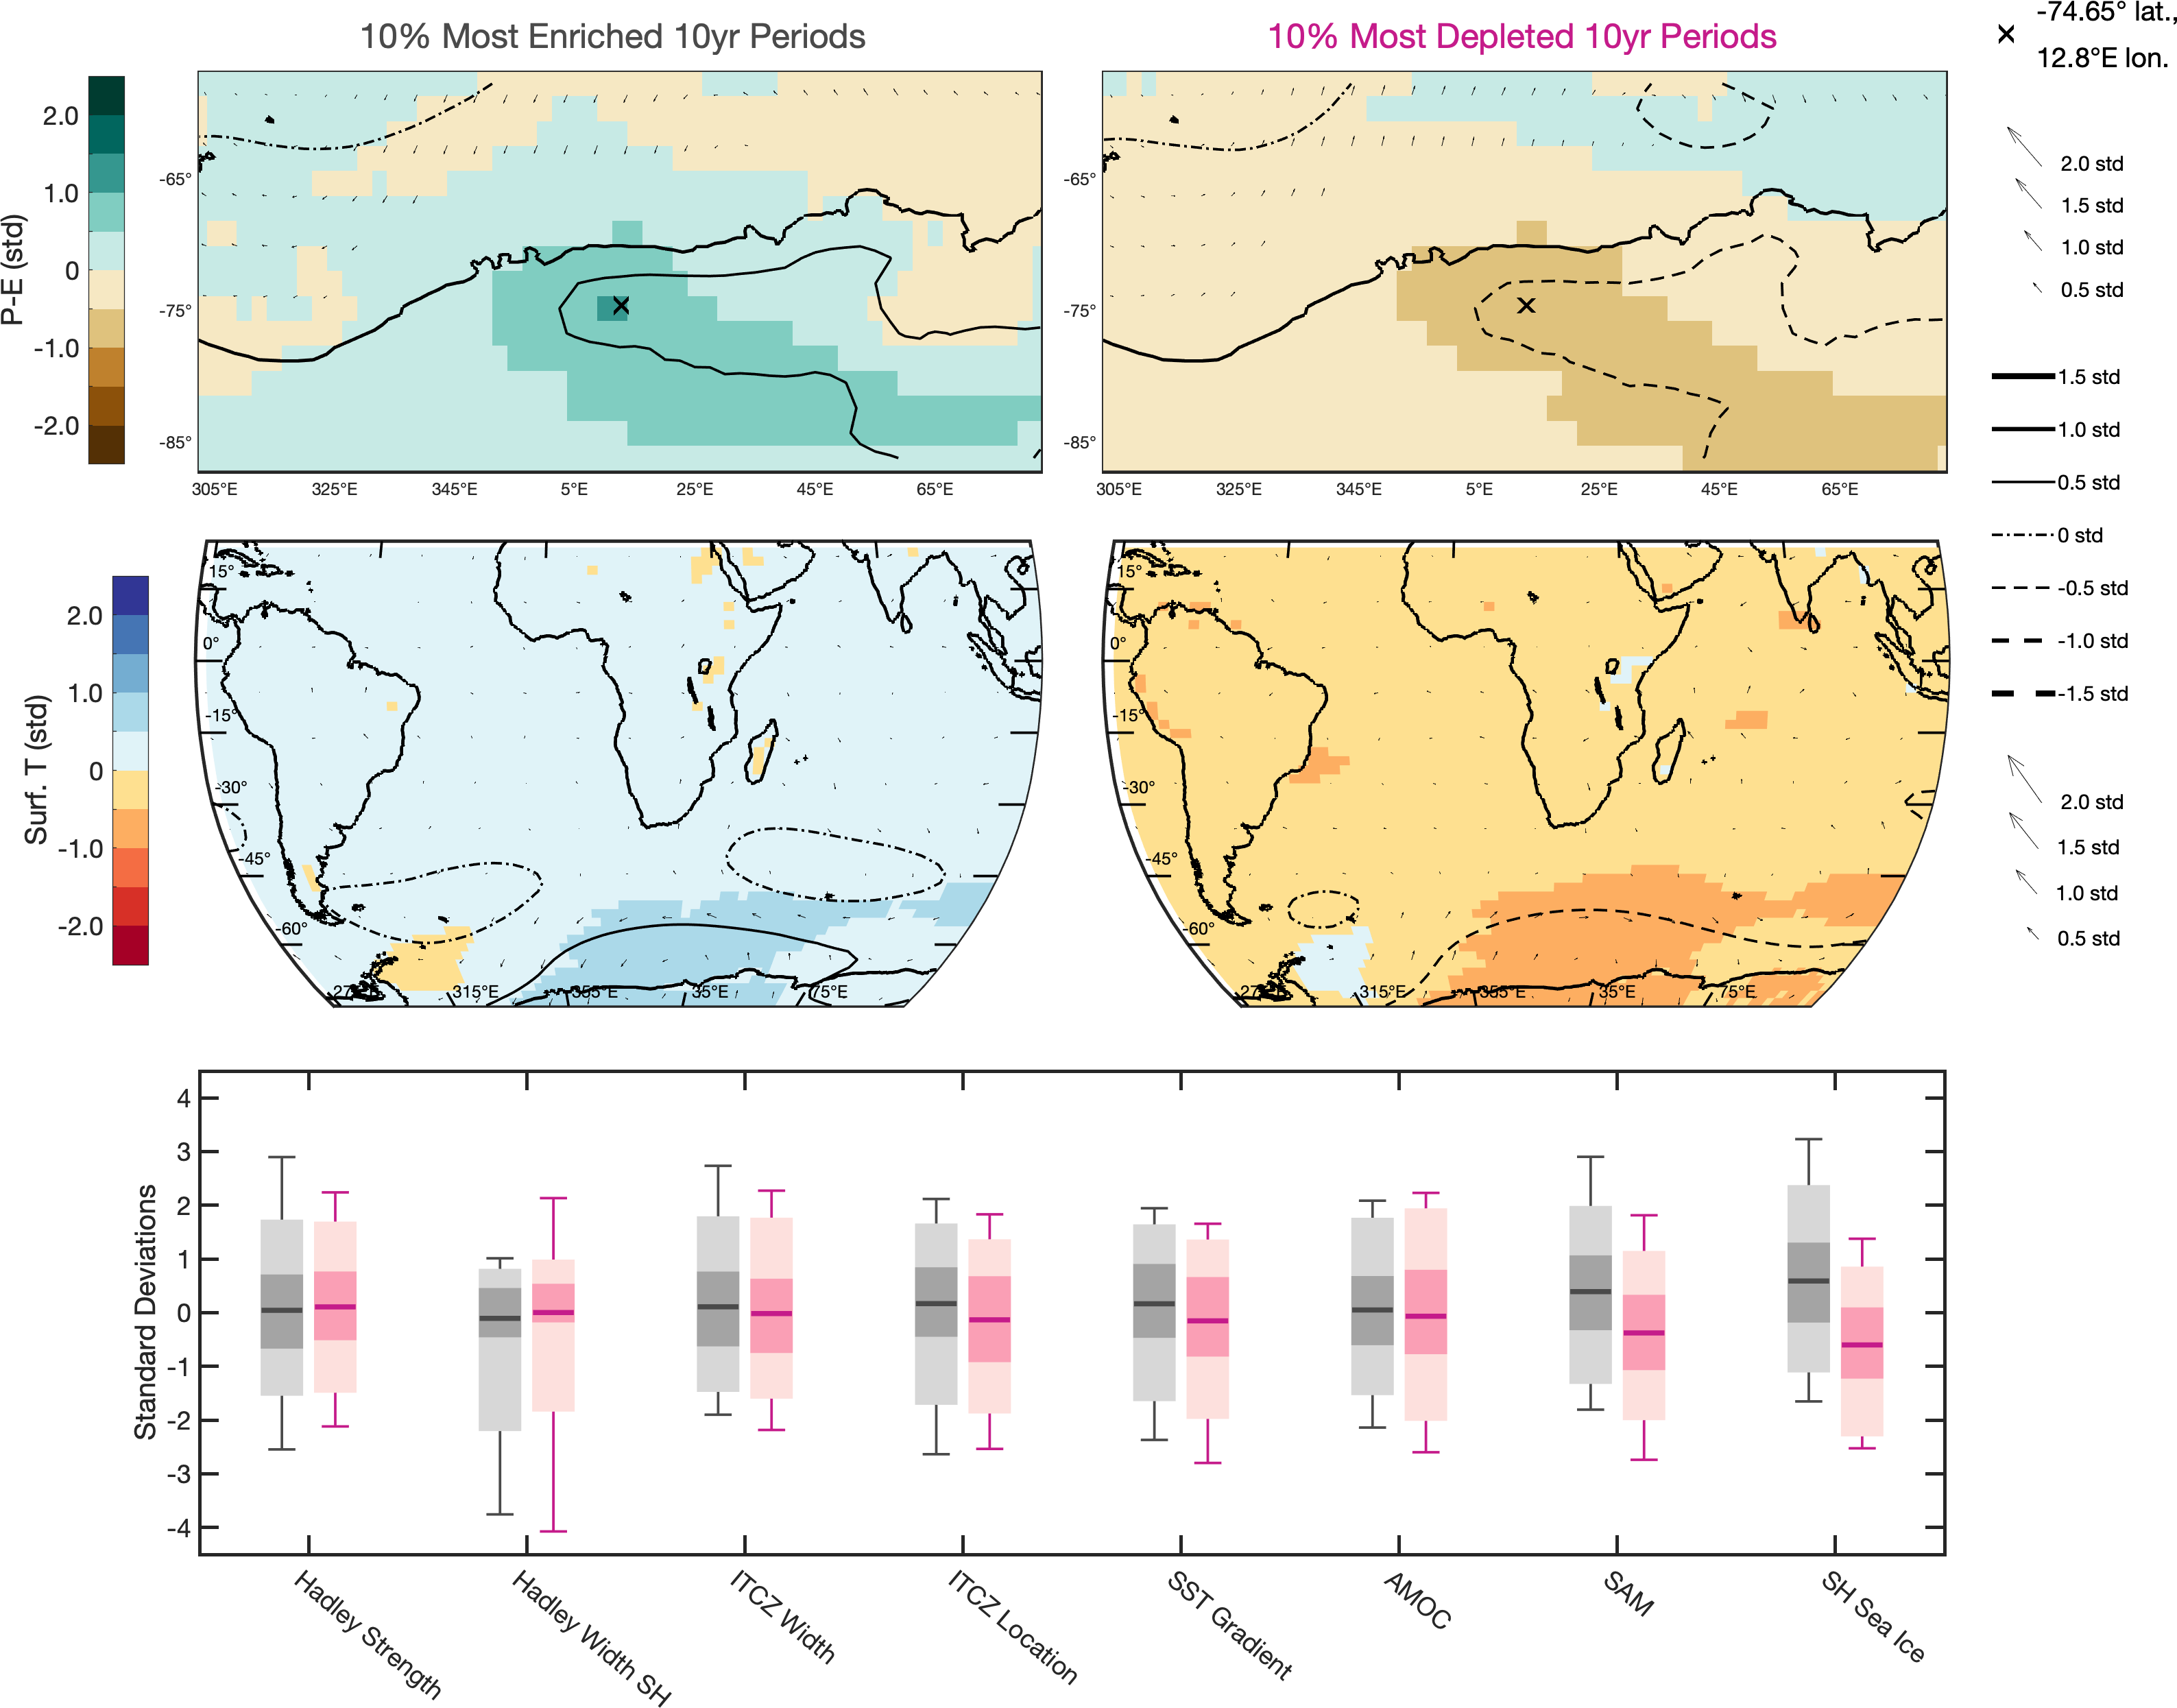 10% Most Enriched 10yr Periods
10% Most Depleted 10yr Periods
-74.65° lat.,
12.8°E lon.
P-E (std)
2.0
1.0
0
-1.0
-2.0
-65°
-75°
-85°
305°E 325°E 345°E 5°E 25°E 45°E 65°E
-65°
-75°
-85°
305°E 325°E 345°E 5°E 25°E 45°E 65°E
2.0 std
1.5 std
1.0 std
0.5 std
1.5 std
1.0 std
0.5 std
0 std
-0.5 std
-1.0 std
-1.5 std
Surf. T (std)
2.0
1.0
0
-1.0
-2.0
15°
0°
-15°
-30°
-45°
-60°
315°E 355°E 35°E 75°E
15°
0°
-15°
-30°
-45°
-60°
315°E 355°E 35°E 75°E
2.0 std
1.5 std
1.0 std
0.5 std
Standard Deviations
4
3
2
1
0
-1
-2
-3
-4
Hadley Strength
Hadley Width SH
ITCZ Width
ITCZ Location
SST Gradient
AMOC
SAM
SH Sea Ice